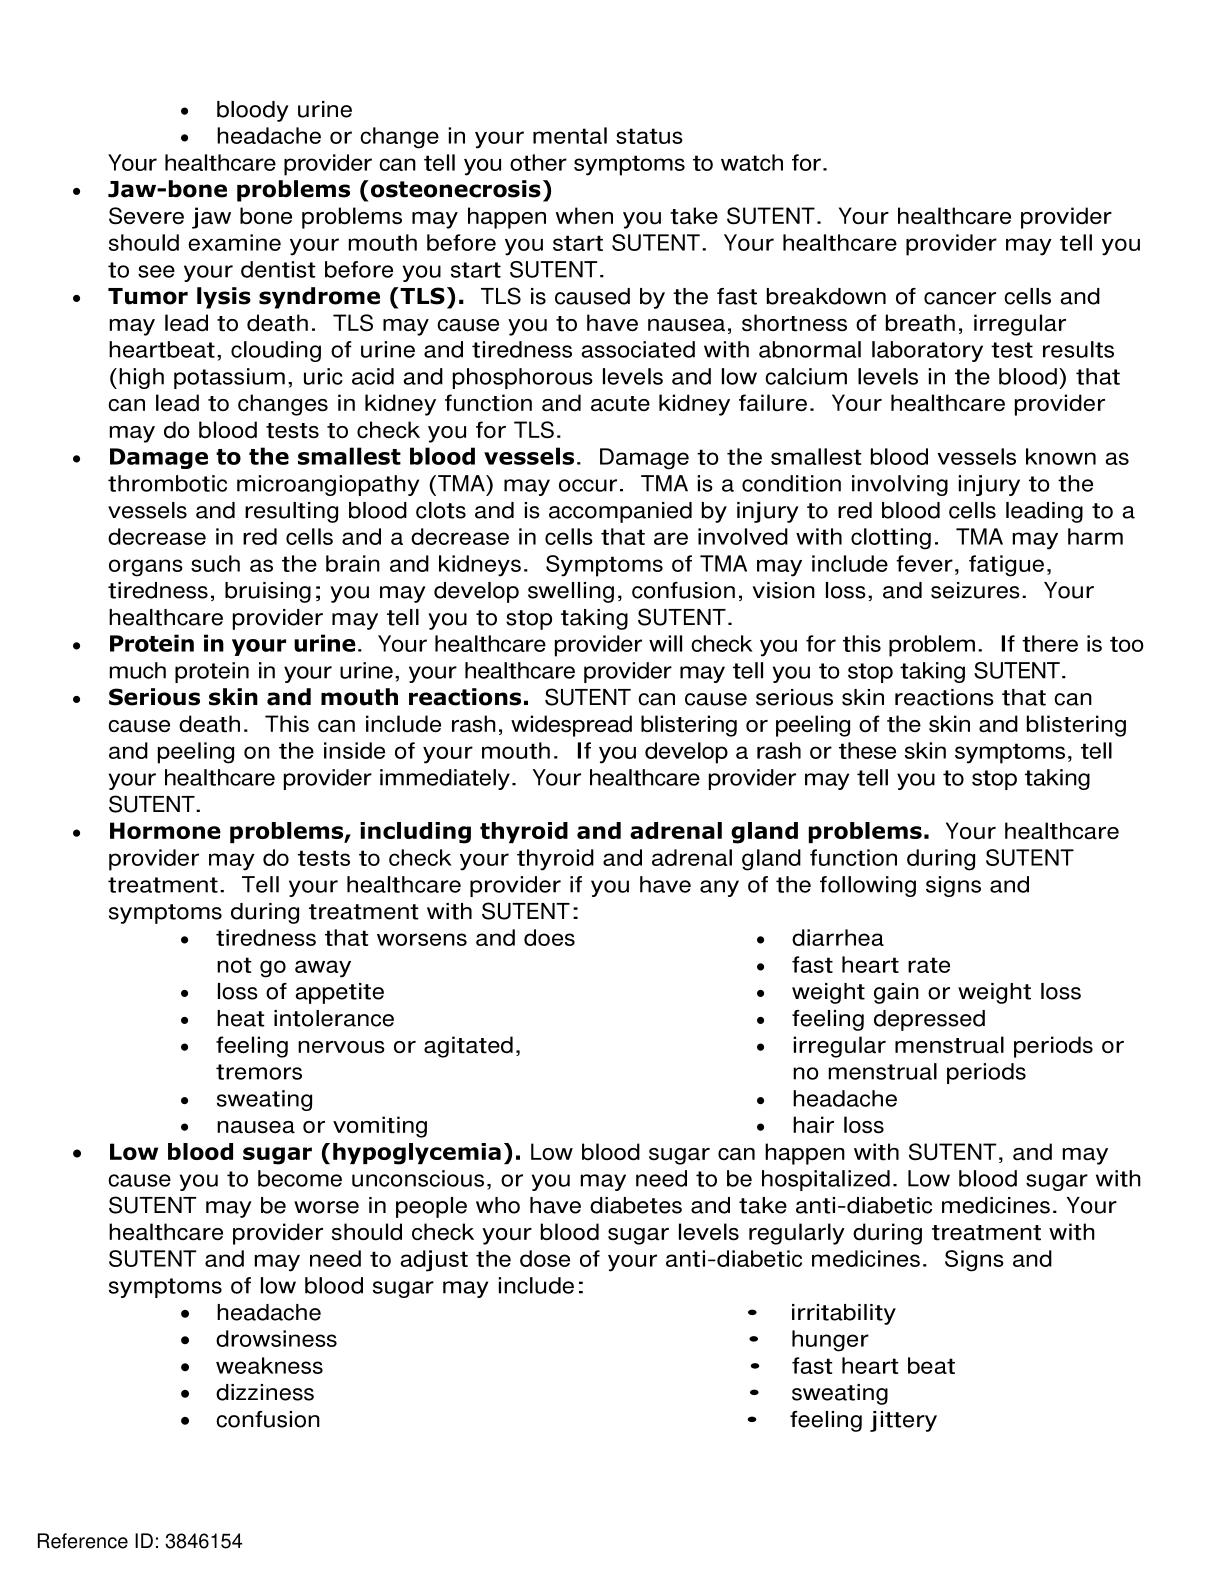 • bloody urine
• headache or change in your mental status
Your healthcare provider can tell you other symptoms to watch for.
• Jaw-bone problems (osteonecrosis)
Severe jaw bone problems may happen when you take SUTENT.  Your healthcare provider
should examine your mouth before you start SUTENT.  Your healthcare provider may tell you
to see your dentist before you start SUTENT.
• Tumor lysis syndrome (TLS).  TLS is caused by the fast breakdown of cancer cells and
may lead to death.  TLS may cause you to have nausea, shortness of breath, irregular
heartbeat, clouding of urine and tiredness associated with abnormal laboratory test results
(high potassium, uric acid and phosphorous levels and low calcium levels in the blood) that
can lead to changes in kidney function and acute kidney failure.  Your healthcare provider
may do blood tests to check you for TLS.
• Damage to the smallest blood vessels.  Damage to the smallest blood vessels known as
thrombotic microangiopathy (TMA) may occur.  TMA is a condition involving injury to the
vessels and resulting blood clots and is accompanied by injury to red blood cells leading to a
decrease in red cells and a decrease in cells that are involved with clotting.  TMA may harm
organs such as the brain and kidneys.  Symptoms of TMA may include fever, fatigue,
tiredness, bruising; you may develop swelling, confusion, vision loss, and seizures.  Your
healthcare provider may tell you to stop taking SUTENT.
• Protein in your urine.  Your healthcare provider will check you for this problem.  If there is too
much protein in your urine, your healthcare provider may tell you to stop taking SUTENT.
• Serious skin and mouth reactions.  SUTENT can cause serious skin reactions that can
cause death.  This can include rash, widespread blistering or peeling of the skin and blistering
and peeling on the inside of your mouth.  If you develop a rash or these skin symptoms, tell
your healthcare provider immediately.  Your healthcare provider may tell you to stop taking
SUTENT.
• Hormone problems, including thyroid and adrenal gland problems.  Your healthcare
provider may do tests to check your thyroid and adrenal gland function during SUTENT
treatment.  Tell your healthcare provider if you have any of the following signs and
symptoms during treatment with SUTENT:
• tiredness that worsens and does
not go away
• loss of appetite
• heat intolerance
• feeling nervous or agitated,
tremors
• sweating
• nausea or vomiting
• diarrhea
• fast heart rate
• weight gain or weight loss
• feeling depressed
• irregular menstrual periods or
no menstrual periods
• headache
• hair loss
• Low blood sugar (hypoglycemia). Low blood sugar can happen with SUTENT, and may
cause you to become unconscious, or you may need to be hospitalized. Low blood sugar with
SUTENT may be worse in people who have diabetes and take anti-diabetic medicines. Your
healthcare provider should check your blood sugar levels regularly during treatment with
SUTENT and may need to adjust the dose of your anti-diabetic medicines.  Signs and
symptoms of low blood sugar may include:
• headache
• drowsiness
• weakness
• dizziness
• confusion
• irritability
• hunger
• fast heart beat
• sweating
• feeling jittery
Reference ID: 3846154